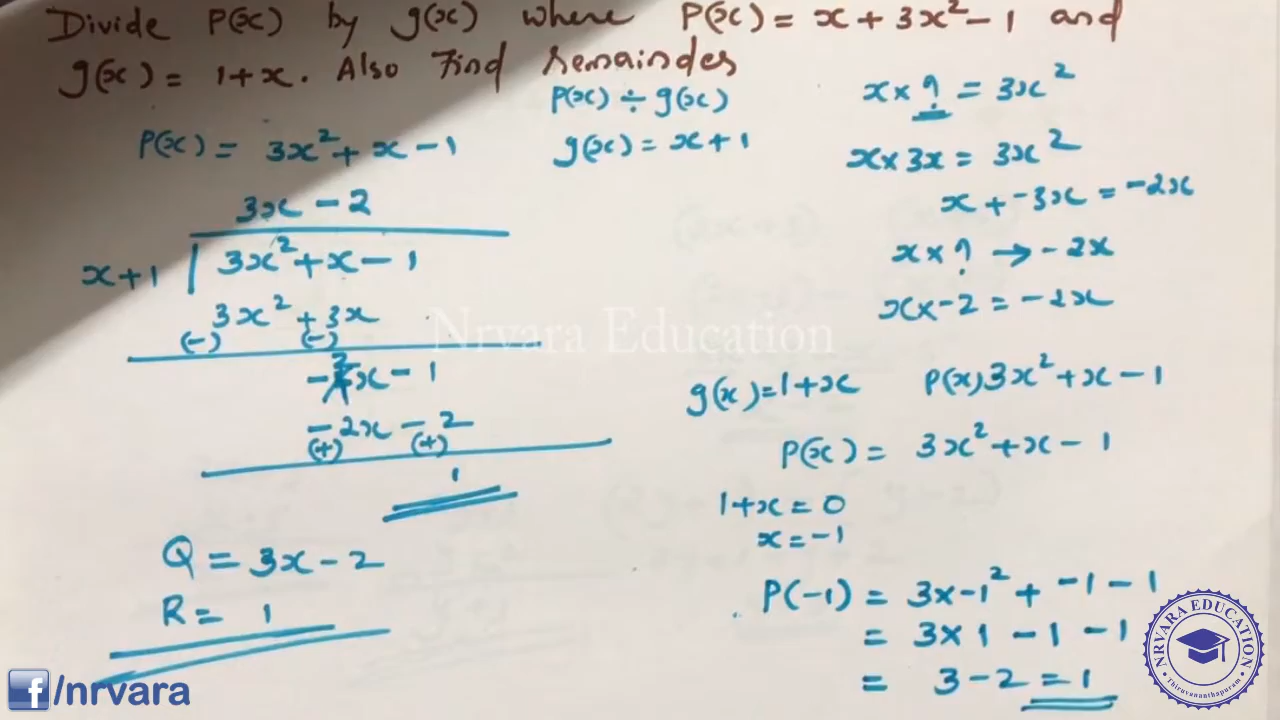 Divide P(x) by g(x) where P(x) = x + 3x² - 1 and
g(x) = 1+x. Also Find remainder
P(x) ÷ g(x)
P(x) = 3x² + x - 1
g(x) = x + 1
3x - 2
x+1 3x² + x - 1
3x² + 3x
(-) (-)
-2x - 1
-2x - 2
(+) (+)
1
Q = 3x - 2
R = 1
x × ? = 3x²
x × 3x = 3x²
x + -3x = -2x
x × ? → -2x
x × -2 = -2x
g(x) = 1+x P(x) 3x² + x - 1
P(x) = 3x² + x - 1
1+x = 0
x = -1
P(-1) = 3x-1² + -1 - 1
= 3×1 - 1 - 1
= 3 - 2 = 1
Nrvara Education
f/nrvara
NRVARA EDUCATION
Thiruvananthapuram